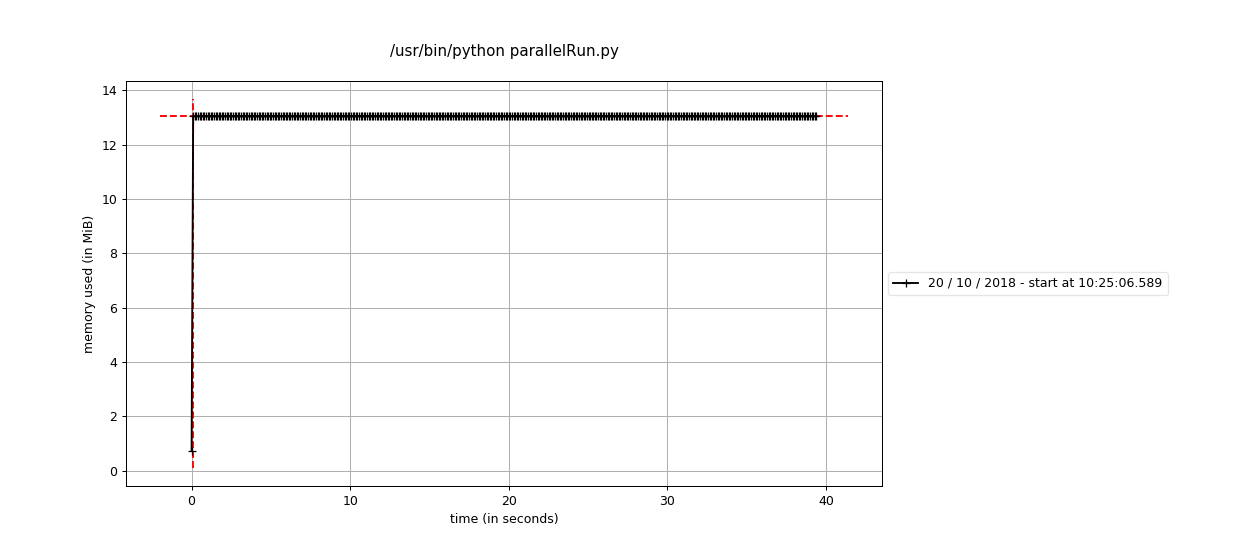 /usr/bin/python parallelRun.py
14
12
10
8
6
4
2
0
memory used (in MiB)
0 10 20 30 40
time (in seconds)
20 / 10 / 2018 - start at 10:25:06.589